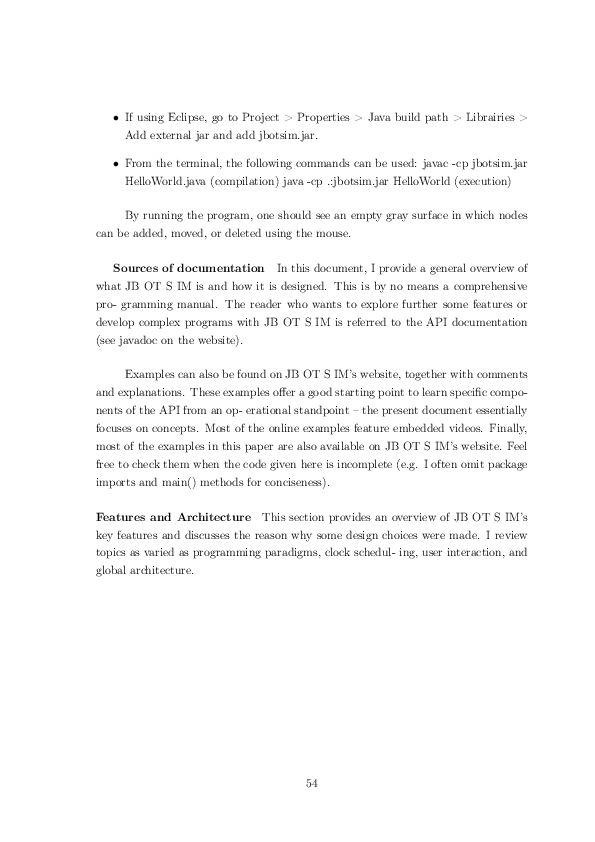 • If using Eclipse, go to Project > Properties > Java build path > Librairies >
Add external jar and add jbotsim.jar.
• From the terminal, the following commands can be used: javac -cp jbotsim.jar
HelloWorld.java (compilation) java -cp .:jbotsim.jar HelloWorld (execution)
By running the program, one should see an empty gray surface in which nodes
can be added, moved, or deleted using the mouse.
Sources of documentation In this document, I provide a general overview of
what JB OT S IM is and how it is designed. This is by no means a comprehensive
pro- gramming manual. The reader who wants to explore further some features or
develop complex programs with JB OT S IM is referred to the API documentation
(see javadoc on the website).
Examples can also be found on JB OT S IM's website, together with comments
and explanations. These examples offer a good starting point to learn specific compo-
nents of the API from an op- erational standpoint – the present document essentially
focuses on concepts. Most of the online examples feature embedded videos. Finally,
most of the examples in this paper are also available on JB OT S IM's website. Feel
free to check them when the code given here is incomplete (e.g. I often omit package
imports and main() methods for conciseness).
Features and Architecture This section provides an overview of JB OT S IM's
key features and discusses the reason why some design choices were made. I review
topics as varied as programming paradigms, clock schedul- ing, user interaction, and
global architecture.
54